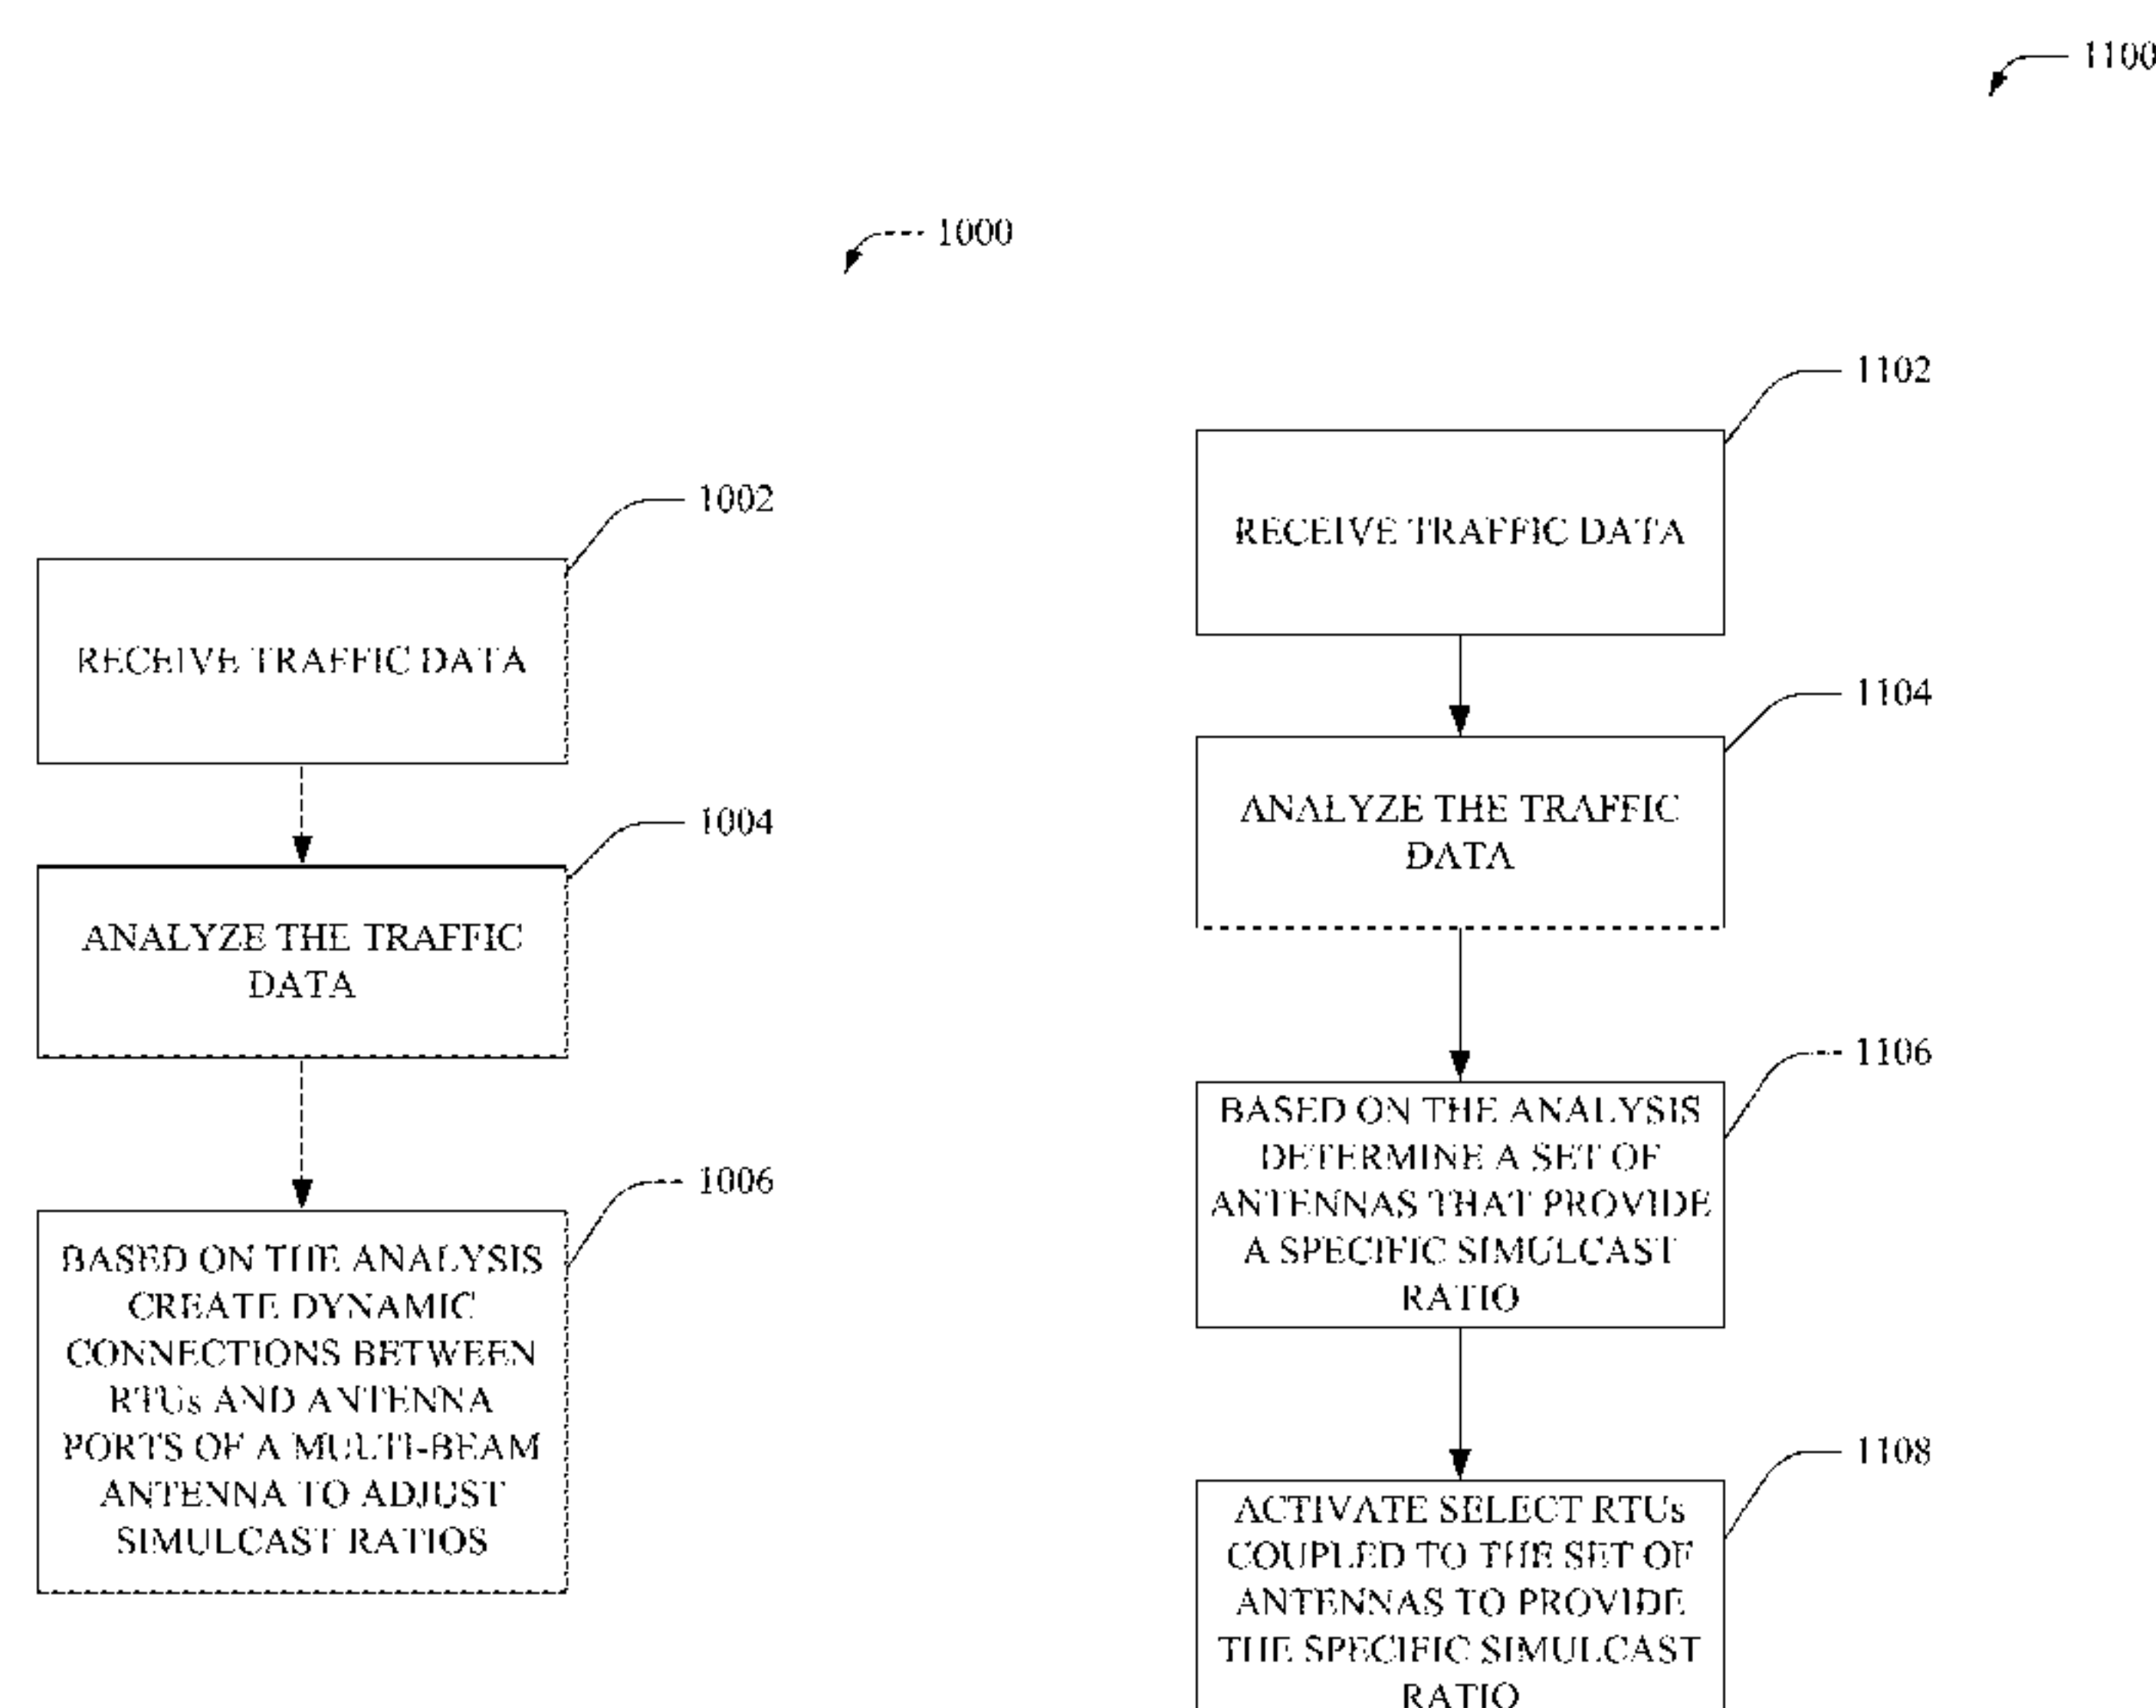 1000
1002
RECEIVE TRAFFIC DATA
1004
ANALYZE THE TRAFFIC
DATA
1006
BASED ON THE ANALYSIS
CREATE DYNAMIC
CONNECTIONS BETWEEN
RTUs AND ANTENNA
PORTS OF A MULTI-BEAM
ANTENNA TO ADJUST
SIMULCAST RATIOS
1100
1102
RECEIVE TRAFFIC DATA
1104
ANALYZE THE TRAFFIC
DATA
1106
BASED ON THE ANALYSIS
DETERMINE A SET OF
ANTENNAS THAT PROVIDE
A SPECIFIC SIMULCAST
RATIO
1108
ACTIVATE SELECT RTUs
COUPLED TO THE SET OF
ANTENNAS TO PROVIDE
THE SPECIFIC SIMULCAST
RATIO